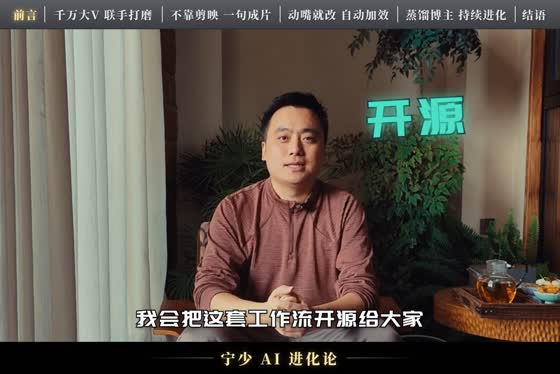 前言 | 千万大V 联手打磨 | 不靠剪映 一句成片 | 动嘴就改 自动加效 | 蒸馏博主 持续进化 | 结语
开源
我会把这套工作流开源给大家
宁少 AI 进化论